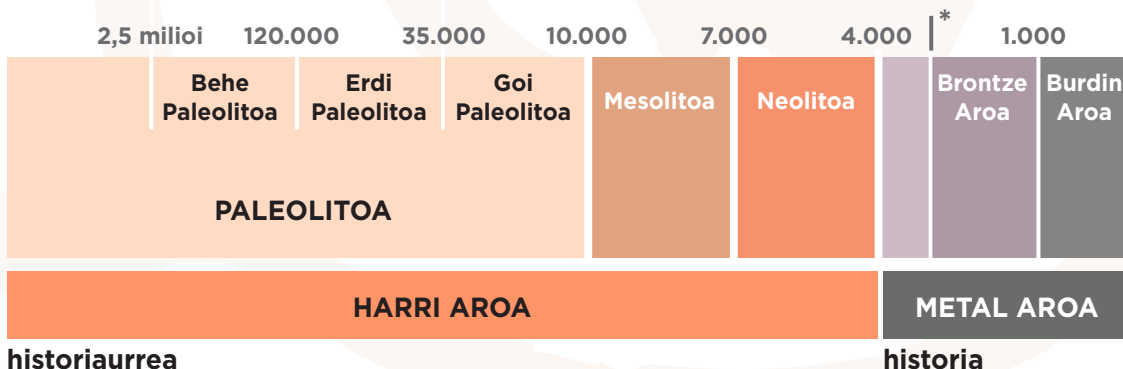 2,5 milioi 120.000 35.000 10.000 7.000 4.000 * 1.000
Behe Paleolitoa
Erdi Paleolitoa
Goi Paleolitoa
Mesolitoa
Neolitoa
Brontze Aroa
Burdin Aroa
PALEOLITOA
HARRI AROA
METAL AROA
historiaurrea
historia